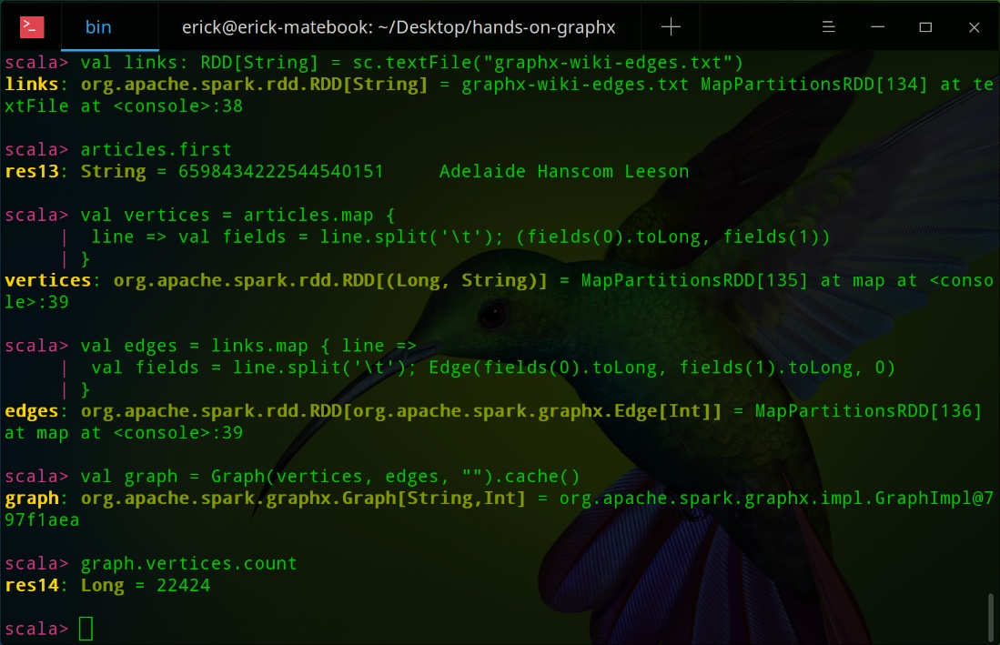 bin
erick@erick-matebook: ~/Desktop/hands-on-graphx
scala> val links: RDD[String] = sc.textFile("graphx-wiki-edges.txt")
links: org.apache.spark.rdd.RDD[String] = graphx-wiki-edges.txt MapPartitionsRDD[134] at te
xtFile at <console>:38
scala> articles.first
res13: String = 6598434222544540151     Adelaide Hanscom Leeson
scala> val vertices = articles.map {
     |  line => val fields = line.split('\t'); (fields(0).toLong, fields(1))
     | }
vertices: org.apache.spark.rdd.RDD[(Long, String)] = MapPartitionsRDD[135] at map at <conso
le>:39
scala> val edges = links.map { line =>
     |  val fields = line.split('\t'); Edge(fields(0).toLong, fields(1).toLong, 0)
     | }
edges: org.apache.spark.rdd.RDD[org.apache.spark.graphx.Edge[Int]] = MapPartitionsRDD[136]
at map at <console>:39
scala> val graph = Graph(vertices, edges, "").cache()
graph: org.apache.spark.graphx.Graph[String,Int] = org.apache.spark.graphx.impl.GraphImpl@7
97f1aea
scala> graph.vertices.count
res14: Long = 22424
scala>